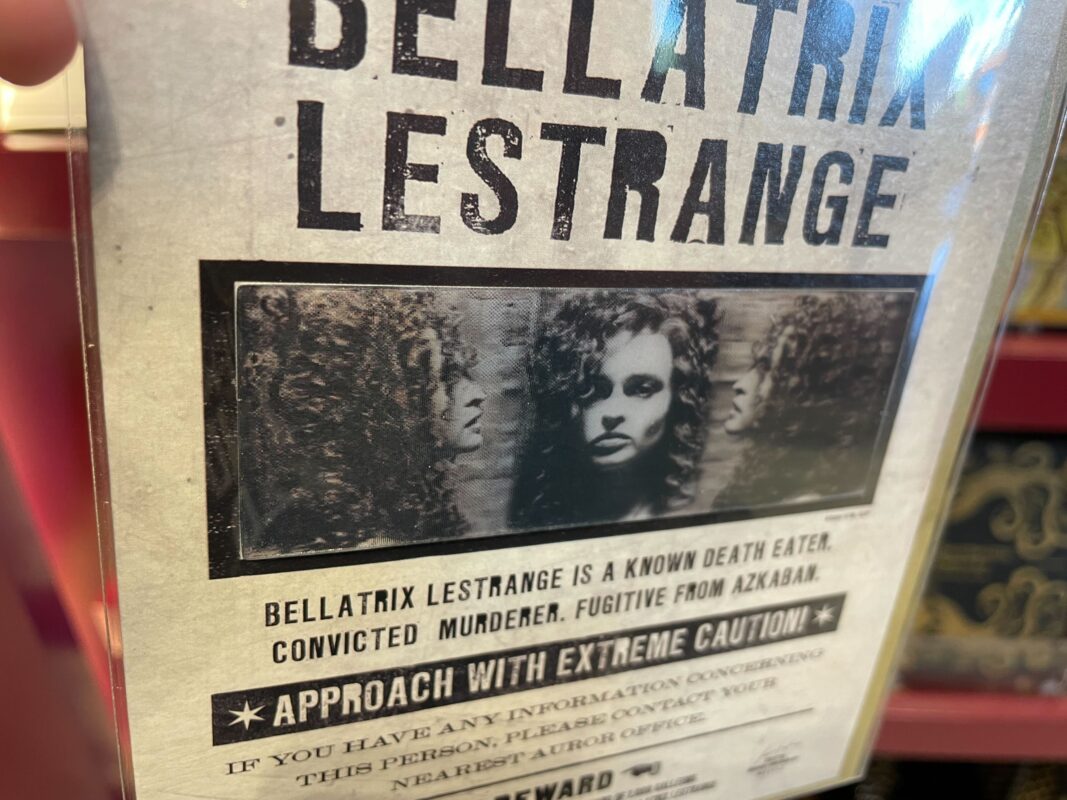 BELLATRIX
LESTRANGE
BELLATRIX LESTRANGE IS A KNOWN DEATH EATER,
CONVICTED MURDERER. FUGITIVE FROM AZKABAN.
APPROACH WITH EXTREME CAUTION!
IF YOU HAVE ANY INFORMATION CONCERNING
THIS PERSON, PLEASE CONTACT YOUR
NEAREST AUROR OFFICE.
REWARD